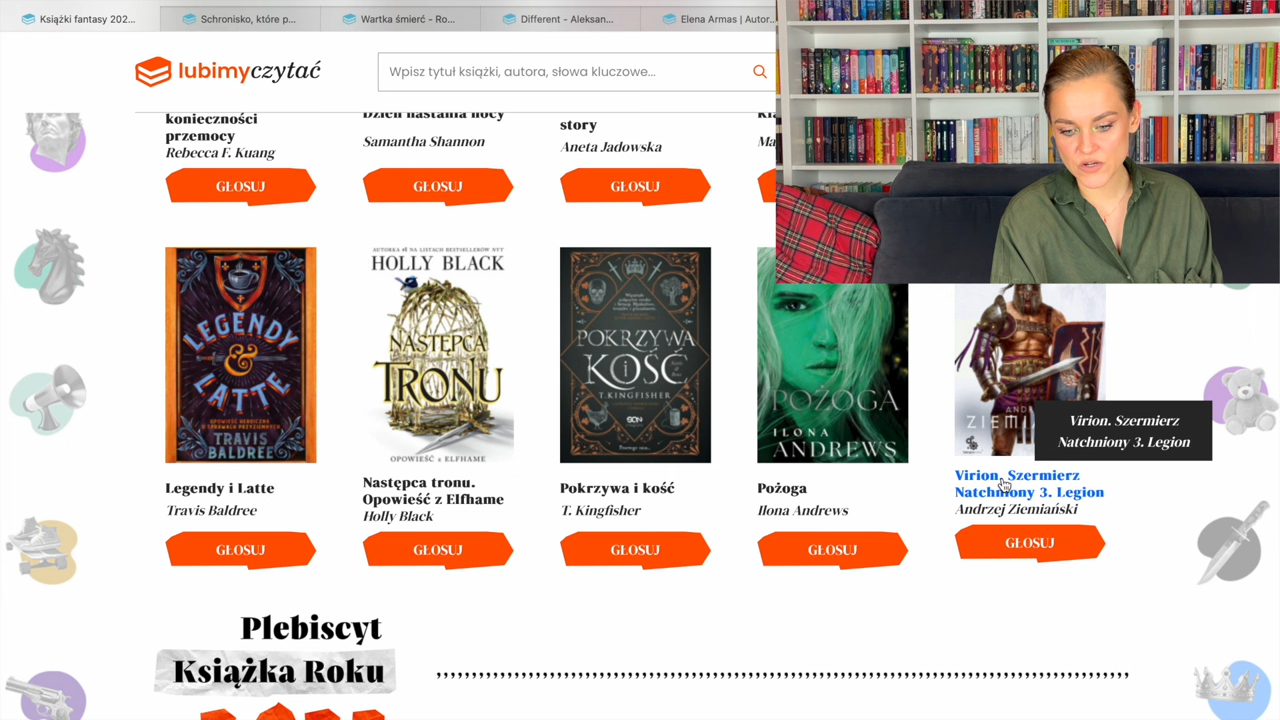 Książki fantasy 202...
Schronisko, które p...
Wartka śmierć - Ro...
Different - Aleksan...
Elena Armas | Autor...
lubimyczytać
Wpisz tytuł książki, autora, słowa kluczowe...
konieczności
przemocy
Rebecca F. Kuang
GŁOSUJ
Dzień nastania nocy
Samantha Shannon
GŁOSUJ
story
Aneta Jadowska
GŁOSUJ
LEGENDY
&
LATTE
OPOWIEŚĆ HEROICZNA
O SPRAWACH PRZYZIEMNYCH
TRAVIS
BALDREE
AUTORKA #1 NA LISTACH BESTSELLERÓW NYT
HOLLY BLACK
NASTĘPCA
TRONU
OPOWIEŚĆ z ELFHAME
POKRZYWA
i
KOŚĆ
T. KINGFISHER
POŻOGA
ILONA
ANDREWS
Virion. Szermierz
Natchniony 3. Legion
Legendy i Latte
Travis Baldree
GŁOSUJ
Następca tronu.
Opowieść z Elfhame
Holly Black
GŁOSUJ
Pokrzywa i kość
T. Kingfisher
GŁOSUJ
Pożoga
Ilona Andrews
GŁOSUJ
Virion. Szermierz
Natchniony 3. Legion
Andrzej Ziemiański
GŁOSUJ
Plebiscyt
Książka Roku